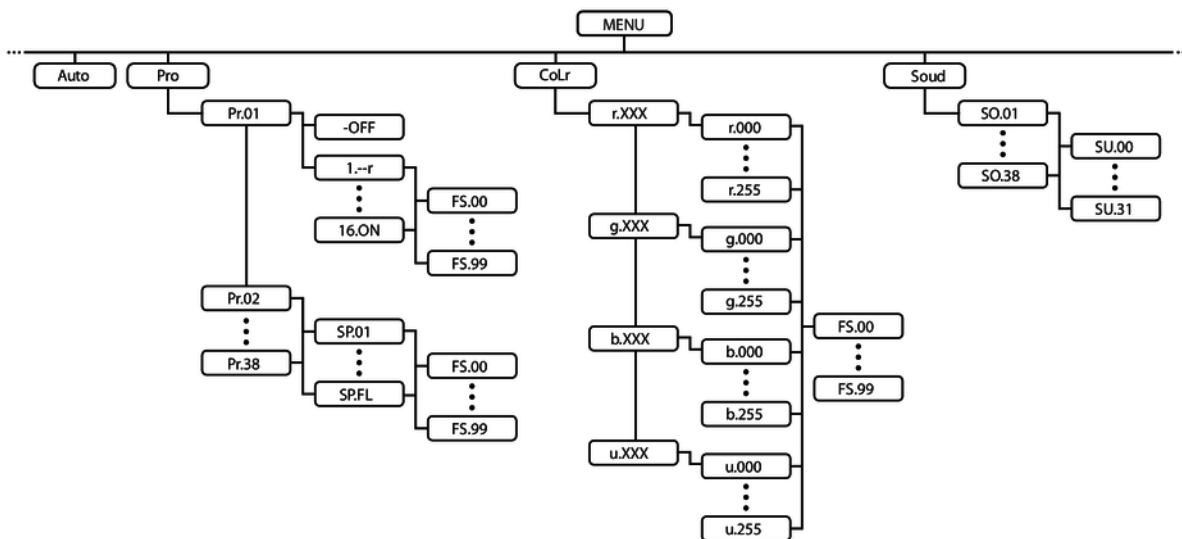 MENU
Auto
Pro
CoLr
Soud
Pr.01
-OFF
1.--r
16.ON
FS.00
FS.99
Pr.02
Pr.38
SP.01
SP.FL
FS.00
FS.99
r.XXX
r.000
r.255
g.XXX
g.000
g.255
b.XXX
b.000
b.255
u.XXX
u.000
u.255
FS.00
FS.99
SO.01
SO.38
SU.00
SU.31